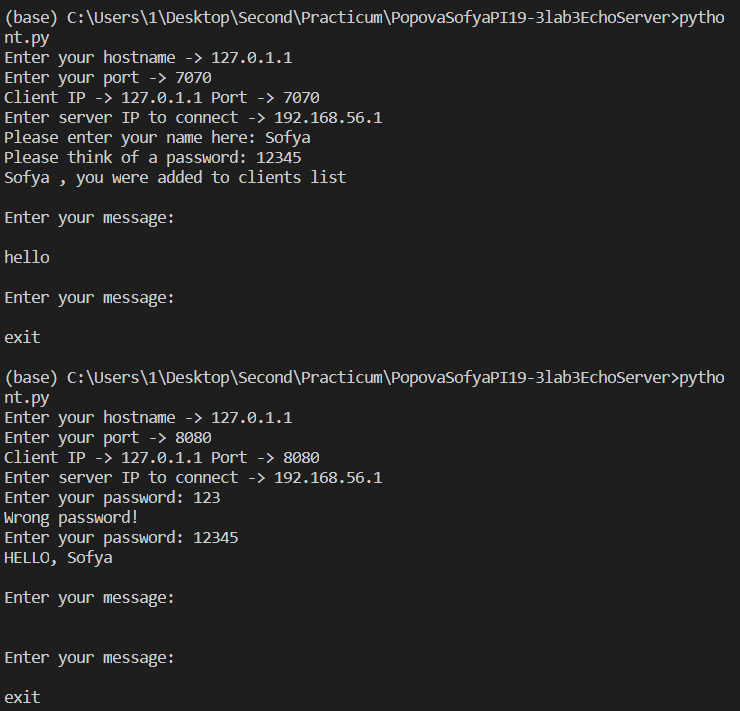 (base) C:\Users\1\Desktop\Second\Practicum\PopovaSofyaPI19-3lab3EchoServer>pytho
nt.py
Enter your hostname -> 127.0.1.1
Enter your port -> 7070
Client IP -> 127.0.1.1 Port -> 7070
Enter server IP to connect -> 192.168.56.1
Please enter your name here: Sofya
Please think of a password: 12345
Sofya , you were added to clients list
Enter your message:
hello
Enter your message:
exit
(base) C:\Users\1\Desktop\Second\Practicum\PopovaSofyaPI19-3lab3EchoServer>pytho
nt.py
Enter your hostname -> 127.0.1.1
Enter your port -> 8080
Client IP -> 127.0.1.1 Port -> 8080
Enter server IP to connect -> 192.168.56.1
Enter your password: 123
Wrong password!
Enter your password: 12345
HELLO, Sofya
Enter your message:
Enter your message:
exit